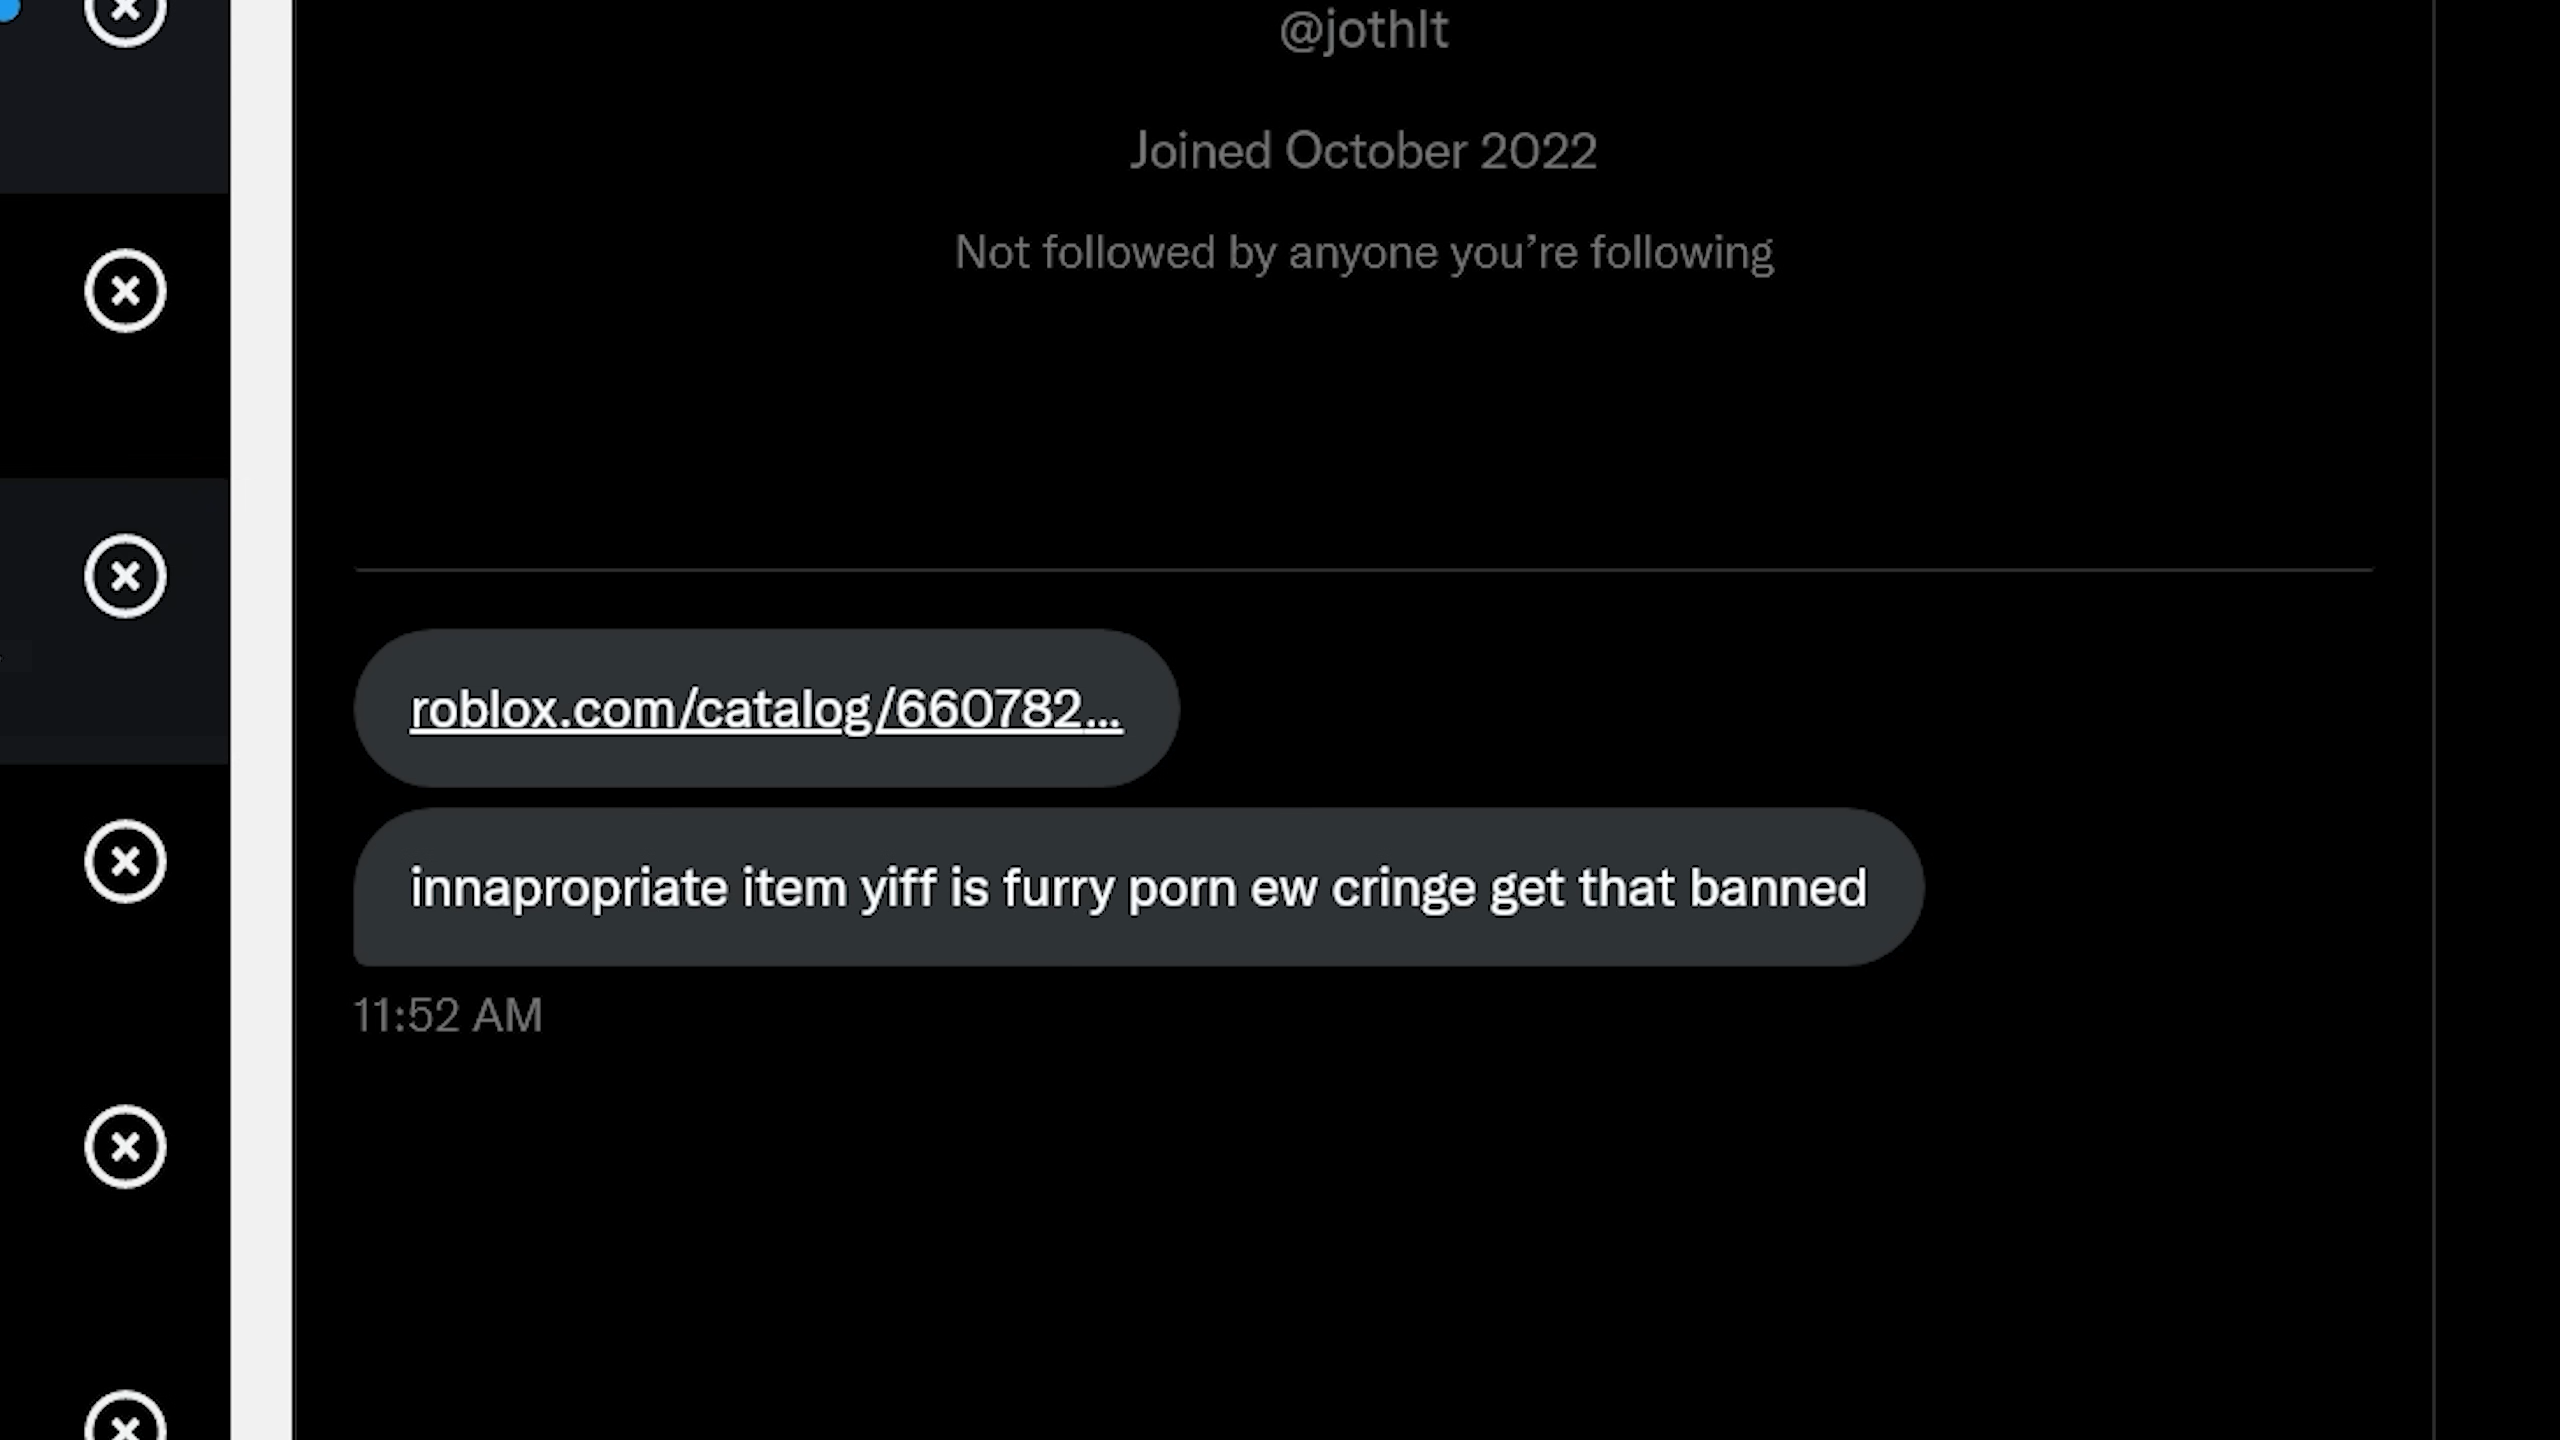 @jothlt
Joined October 2022
Not followed by anyone you’re following
roblox.com/catalog/660782...
innapropriate item yiff is furry porn ew cringe get that banned
11:52 AM